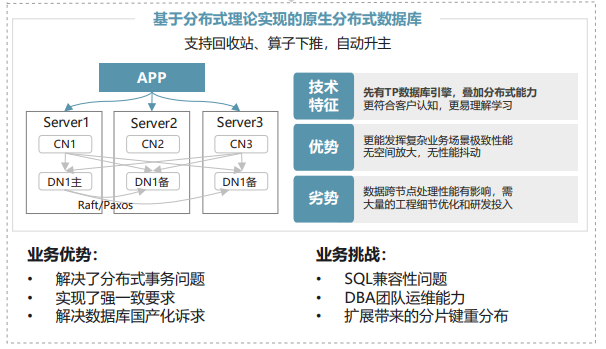 基于分布式理论实现的原生分布式数据库
支持回收站、算子下推，自动升主
APP
Server1
Server2
Server3
CN1
CN2
CN3
DN1主
DN1备
DN1备
Raft/Paxos
技术
特征
先有TP数据库引擎，叠加分布式能力
更符合客户认知，更易理解学习
优势
更能发挥复杂业务场景极致性能
无空间放大，无性能抖动
劣势
数据跨节点处理性能有影响，需
大量的工程细节优化和研发投入
业务优势：
• 解决了分布式事务问题
• 实现了强一致要求
• 解决数据库国产化诉求
业务挑战：
• SQL兼容性问题
• DBA团队运维能力
• 扩展带来的分片键重分布